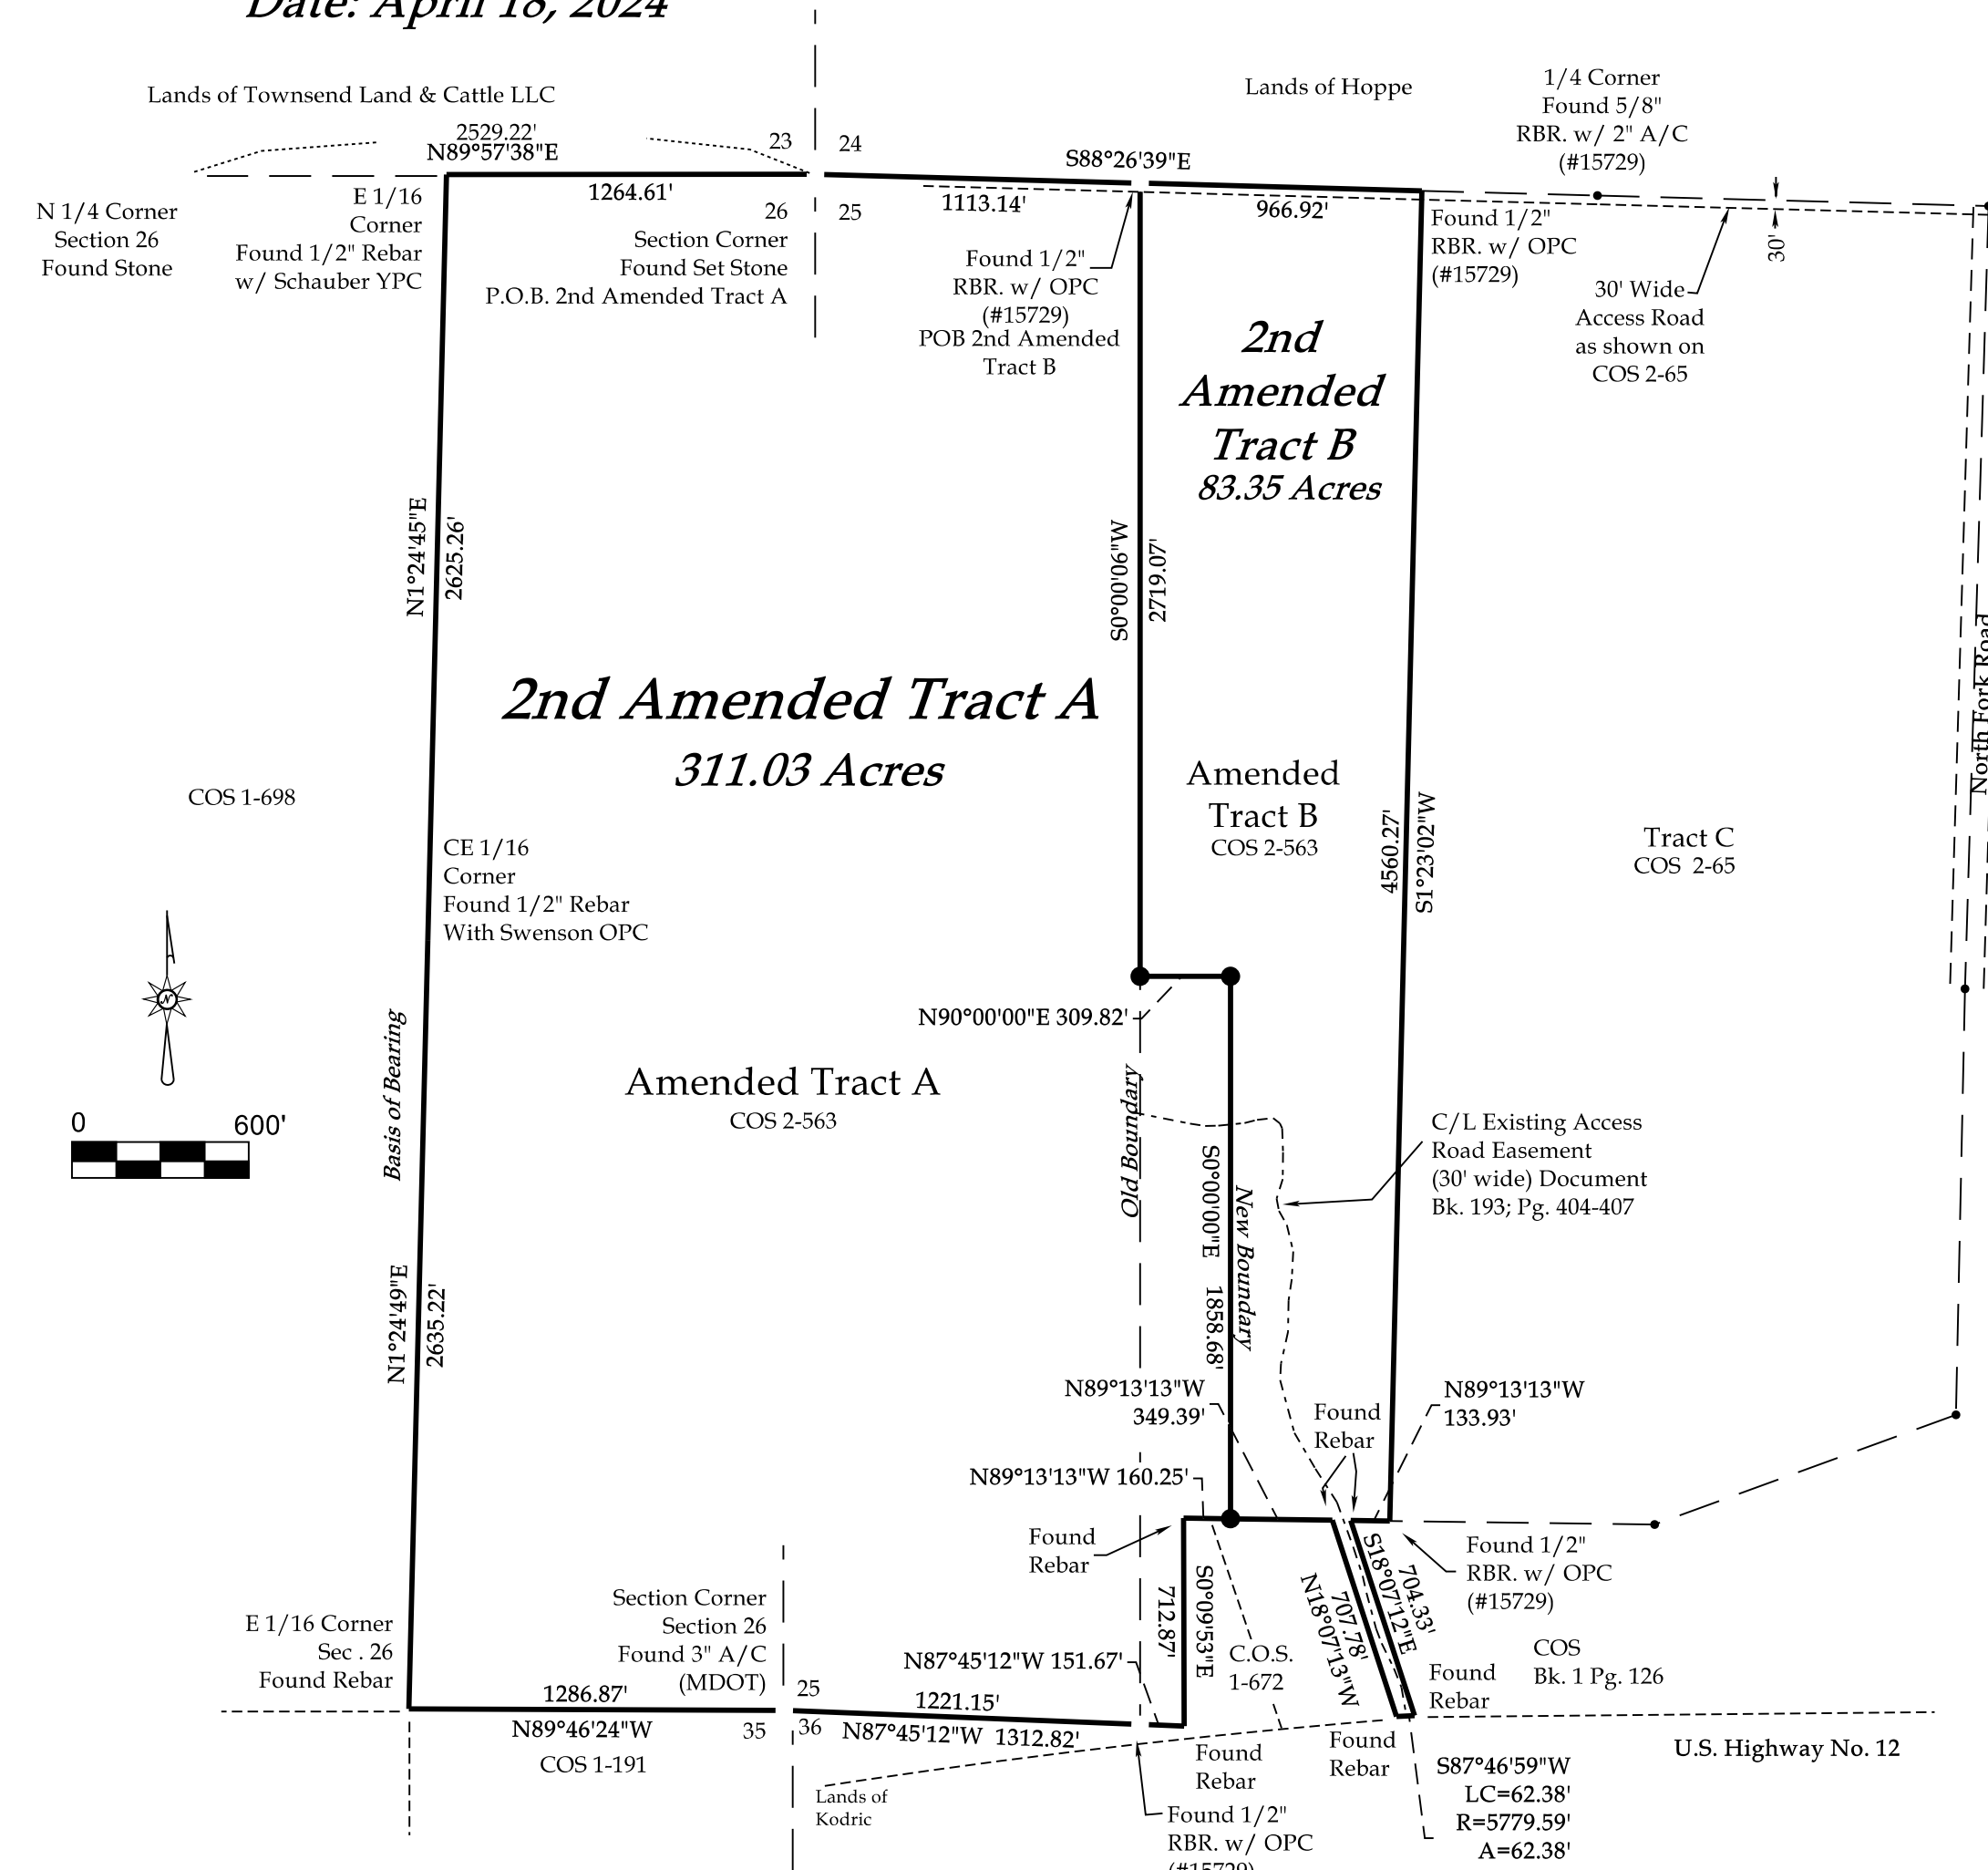 Date: April 18, 2024
Lands of Townsend Land & Cattle LLC
Lands of Hoppe
1/4 Corner
Found 5/8"
RBR. w/ 2" A/C
(#15729)
2529.22'
N89°57'38"E
23
24
S88°26'39"E
1264.61'
26
25
1113.14'
966.92'
N 1/4 Corner
Section 26
Found Stone
E 1/16
Corner
Found 1/2" Rebar
w/ Schauber YPC
Section Corner
Found Set Stone
P.O.B. 2nd Amended Tract A
Found 1/2"
RBR. w/ OPC
(#15729)
POB 2nd Amended
Tract B
Found 1/2"
RBR. w/ OPC
(#15729)
30' Wide
Access Road
as shown on
COS 2-65
30'
2nd
Amended
Tract B
83.35 Acres
N1°24'45"E
2625.26'
S0°00'06"W
2719.07'
North Fork Road
2nd Amended Tract A
311.03 Acres
Amended
Tract B
COS 2-563
4560.27'
S1°23'02"W
Tract C
COS 2-65
COS 1-698
CE 1/16
Corner
Found 1/2" Rebar
With Swenson OPC
N
N90°00'00"E 309.82'
Basis of Bearing
Amended Tract A
COS 2-563
Old Boundary
0
600'
C/L Existing Access
Road Easement
(30' wide) Document
Bk. 193; Pg. 404-407
S0°00'00"E 1858.68'
New Boundary
N1°24'49"E
2635.22'
N89°13'13"W
349.39'
Found
Rebar
N89°13'13"W
133.93'
N89°13'13"W 160.25'
Found
Rebar
Found 1/2"
RBR. w/ OPC
(#15729)
S0°09'53"E
712.87'
704.33'
S18°07'12"E
707.78'
N18°07'13"W
E 1/16 Corner
Sec . 26
Found Rebar
Section Corner
Section 26
Found 3" A/C
(MDOT)
C.O.S.
1-672
COS
Bk. 1 Pg. 126
Found
Rebar
N87°45'12"W 151.67'
1286.87'
25
1221.15'
N89°46'24"W
35
36
N87°45'12"W 1312.82'
COS 1-191
Found
Rebar
Found
Rebar
U.S. Highway No. 12
S87°46'59"W
LC=62.38'
R=5779.59'
A=62.38'
Lands of
Kodric
Found 1/2"
RBR. w/ OPC
(#15729)